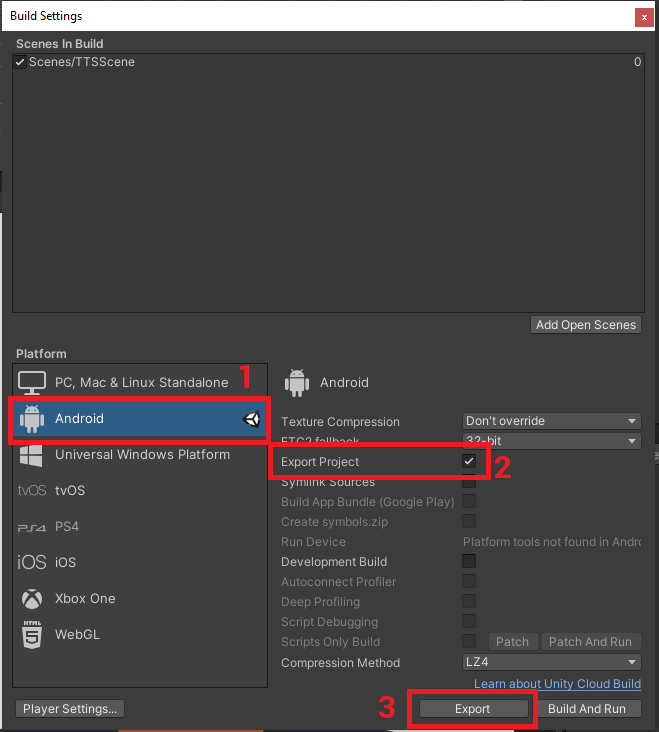 Build Settings
x
Scenes In Build
Scenes/TTSScene 0
Add Open Scenes
Platform
PC, Mac & Linux Standalone
1
Android
Universal Windows Platform
tvOS tvOS
PS4 PS4
iOS iOS
Xbox One
HTML
5
WebGL
Android
Texture Compression Don't override
ETC2 fallback 32-bit
Export Project
2
Symlink Sources
Build App Bundle (Google Play)
Create symbols.zip
Run Device Platform tools not found in Andro
Development Build
Autoconnect Profiler
Deep Profiling
Script Debugging
Scripts Only Build Patch Patch And Run
Compression Method LZ4
Learn about Unity Cloud Build
Player Settings... 3 Export Build And Run